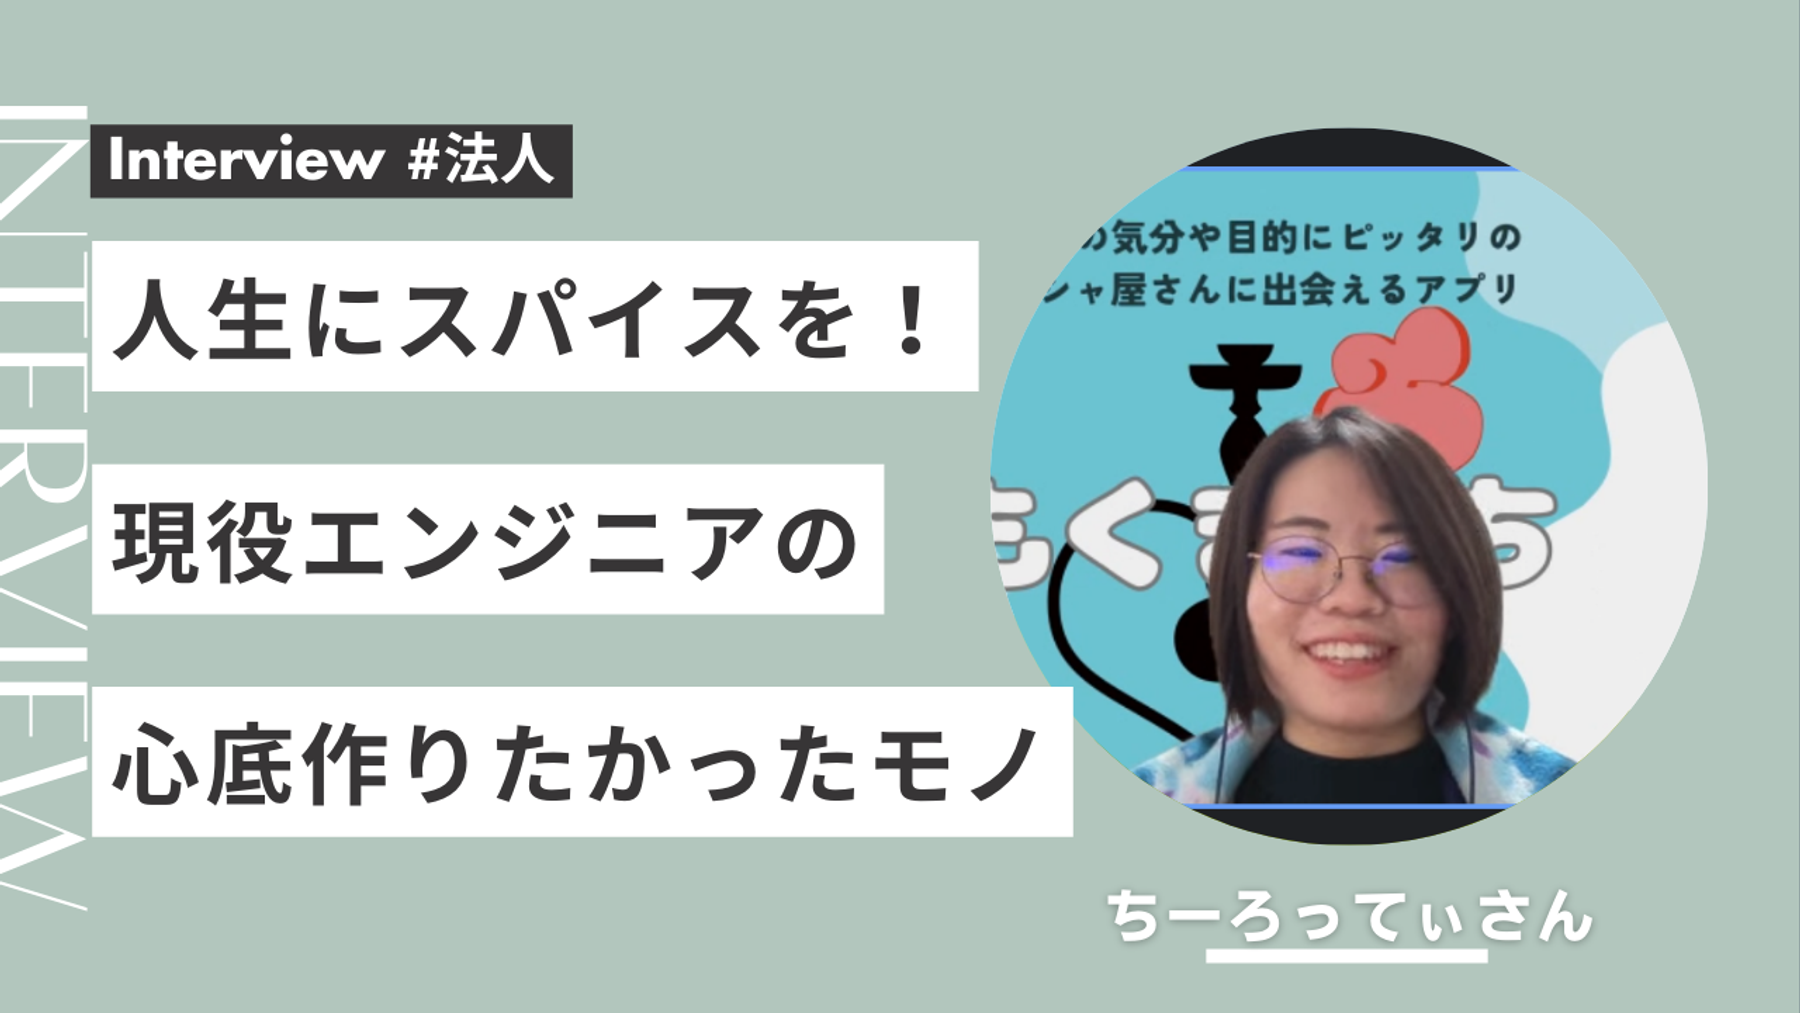 INTERVIEW
Interview #法人
人生にスパイスを！
現役エンジニアの
心底作りたかったモノ
の気分や目的にピッタリの
シャ屋さんに出会えるアプリ
もく
ち
ちーろってぃさん